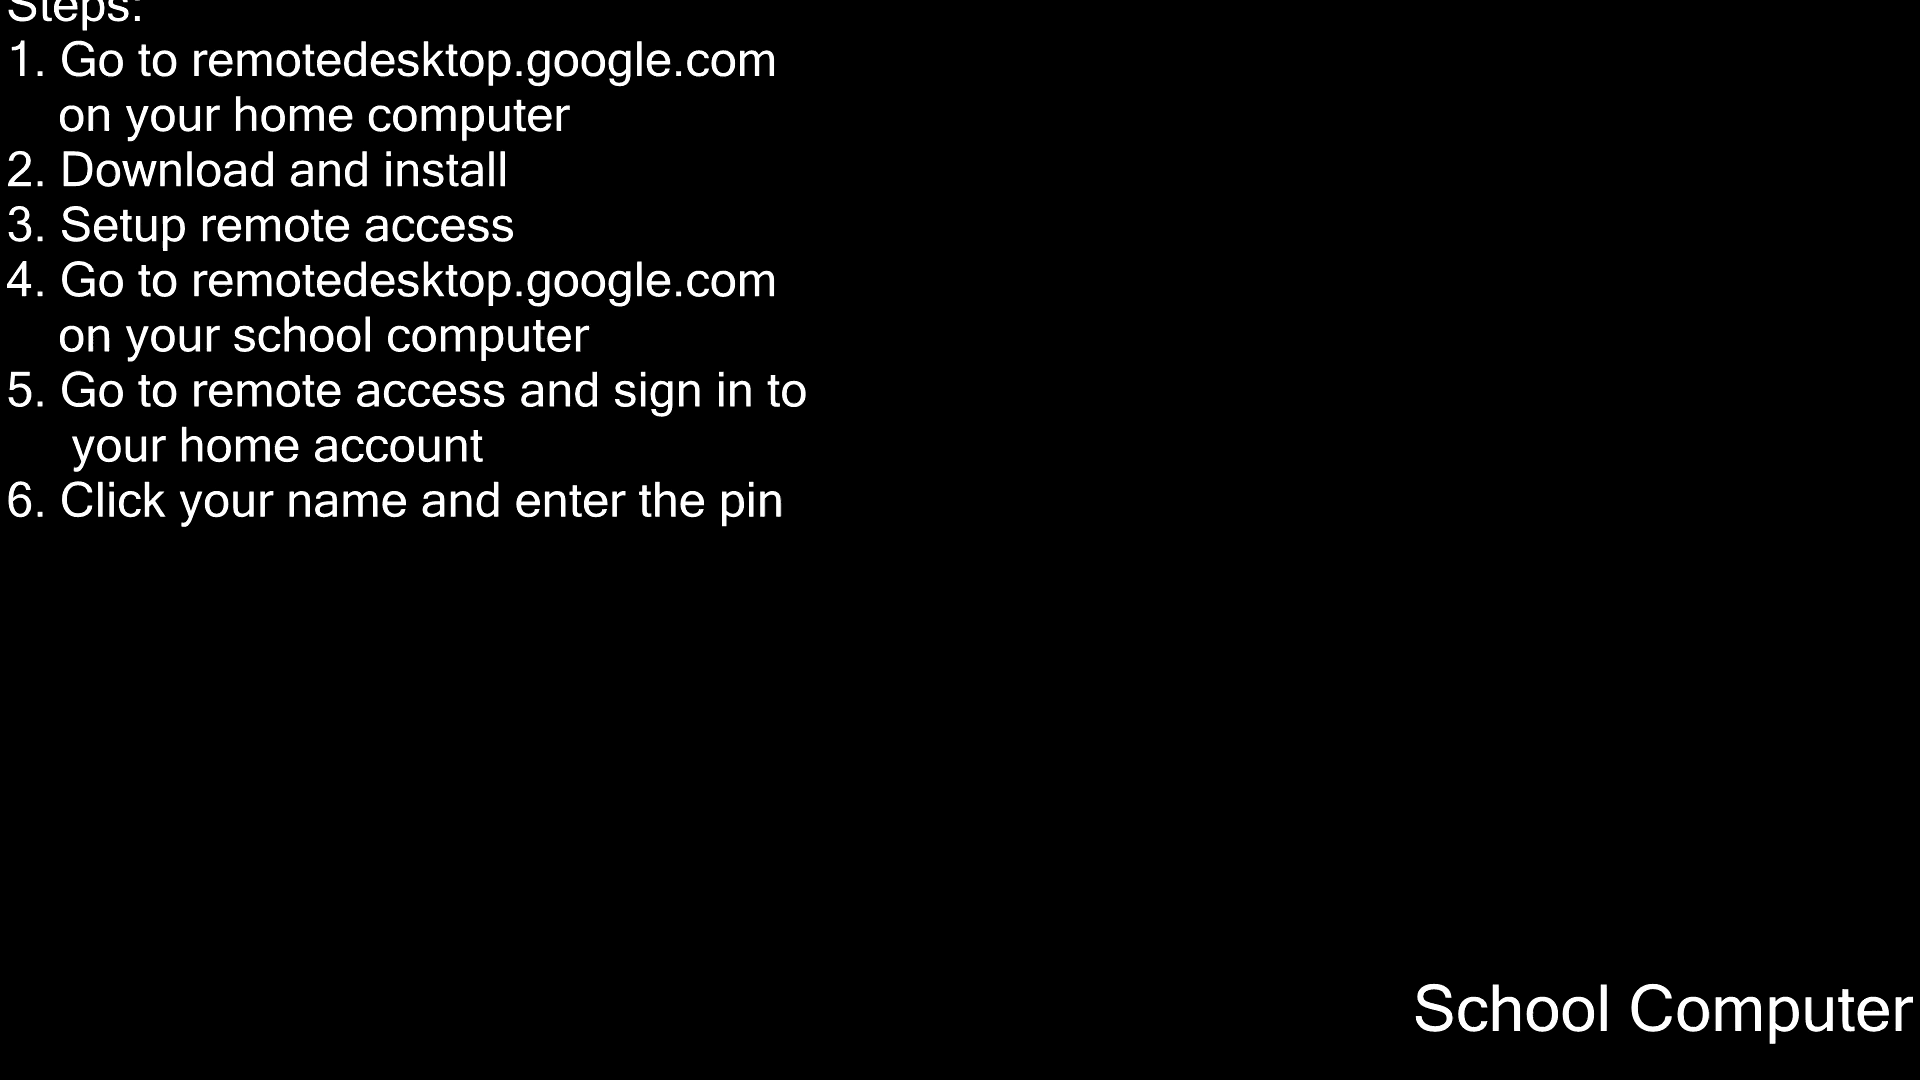 Steps:
1. Go to remotedesktop.google.com
on your home computer
2. Download and install
3. Setup remote access
4. Go to remotedesktop.google.com
on your school computer
5. Go to remote access and sign in to
your home account
6. Click your name and enter the pin
School Computer